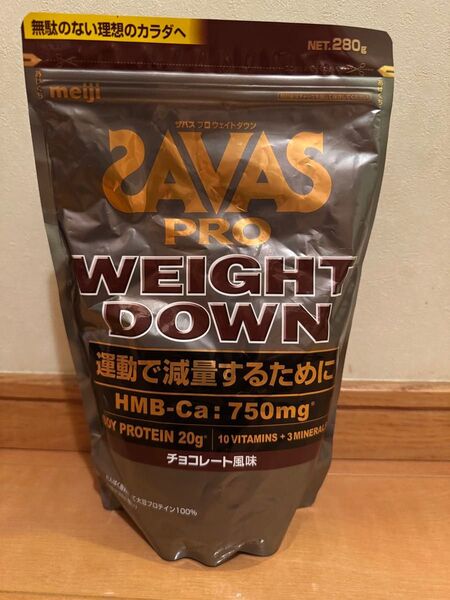 無駄のない理想のカラダへ
NET.280g
meiji
ザバス プロ ウェイトダウン
SAVAS
PRO
WEIGHT
DOWN
運動で減量するために
HMB-Ca:750mg*
SOY PROTEIN 20g* 10 VITAMINS + 3 MINERALS
チョコレート風味
大豆プロテイン100%